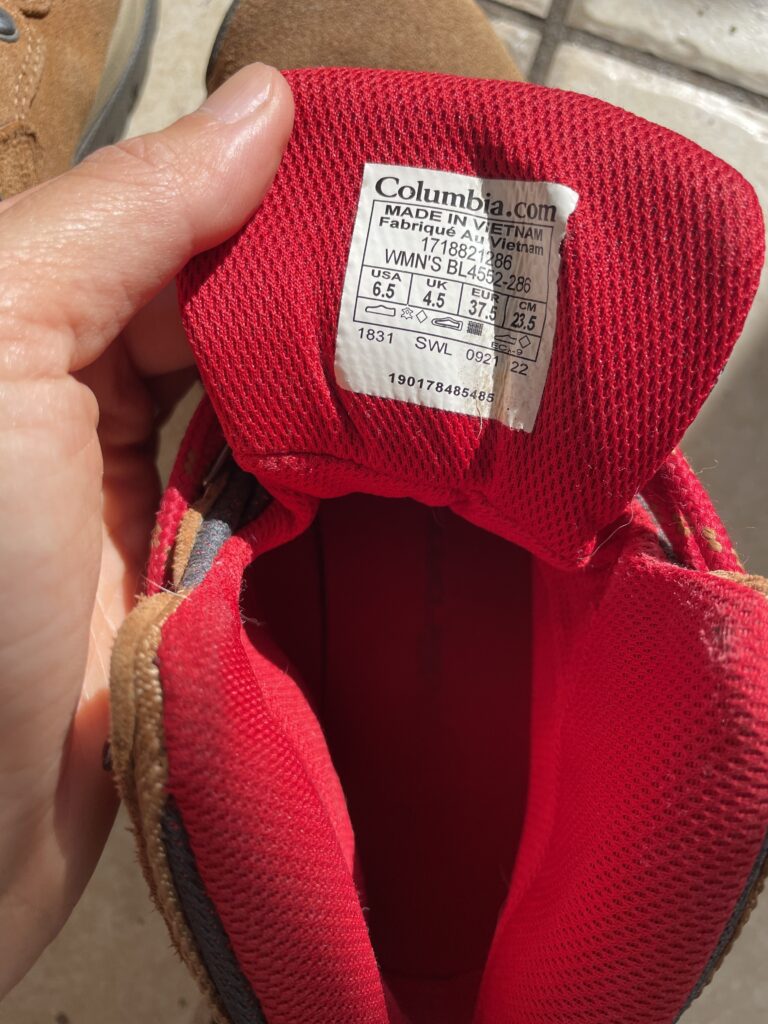 Columbia.com
MADE IN VIETNAM
Fabriqué Au Vietnam
1718821286
WMN'S BL4552-286
USA UK EUR CM
6.5 4.5 37.5 23.5
1831 SWL 0921 22
190178485485